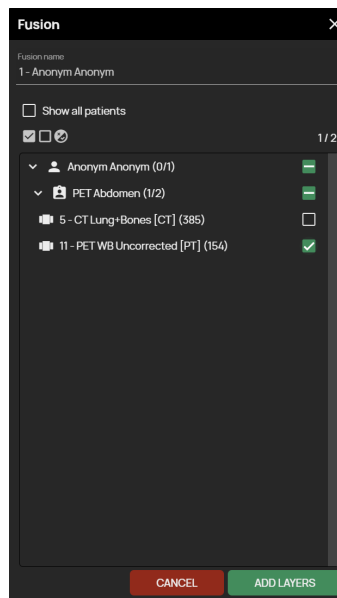 Fusion
Fusion name
1 - Anonym Anonym
Show all patients
1/2
Anonym Anonym (0/1)
PET Abdomen (1/2)
5 - CT Lung+Bones [CT] (385)
11 - PET WB Uncorrected [PT] (154)
CANCEL
ADD LAYERS